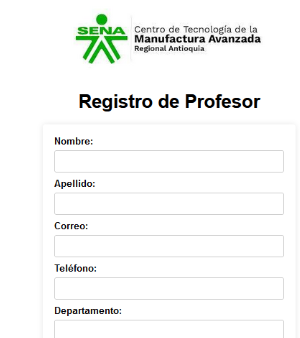 SENA
Centro de Tecnología de la
Manufactura Avanzada
Regional Antioquia
Registro de Profesor
Nombre:
Apellido:
Correo:
Teléfono:
Departamento: